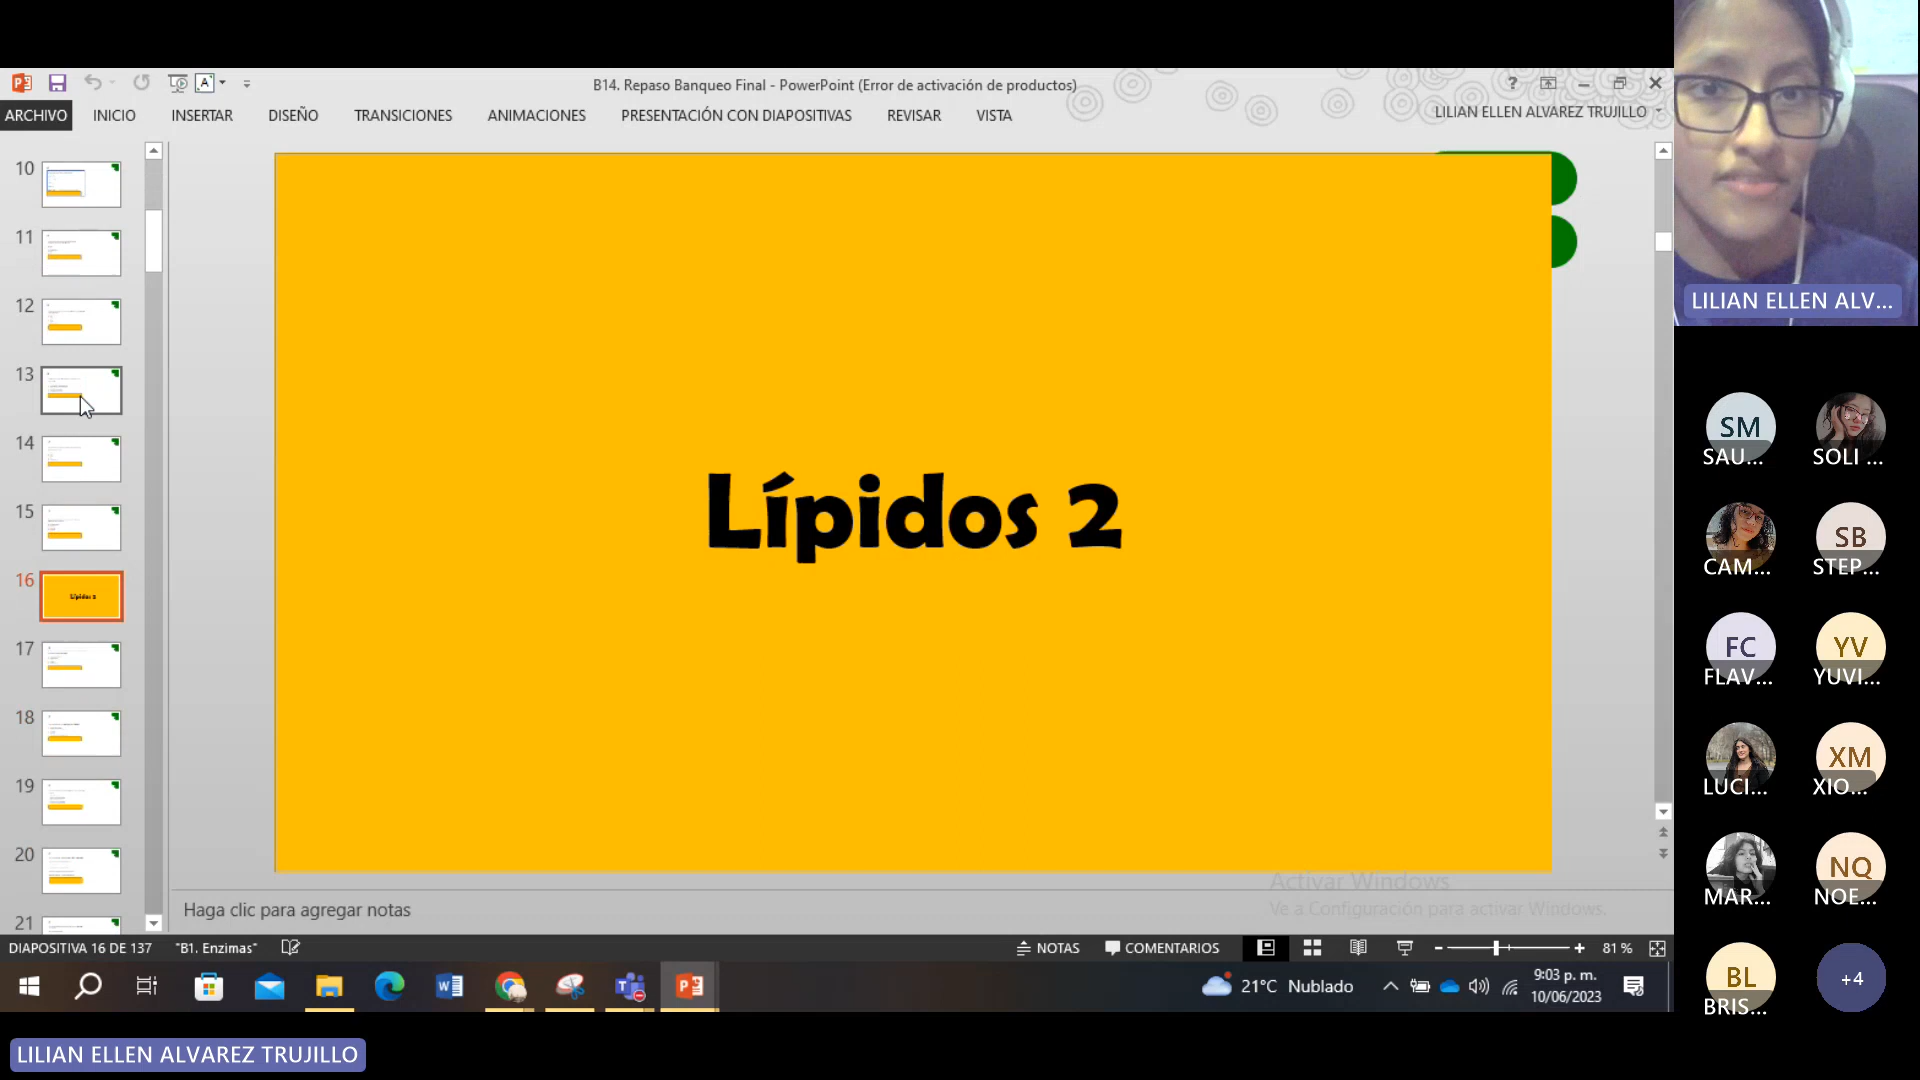 B14. Repaso Banqueo Final - PowerPoint (Error de activación de productos)
ARCHIVO INICIO INSERTAR DISEÑO TRANSICIONES ANIMACIONES PRESENTACIÓN CON DIAPOSITIVAS REVISAR VISTA
LILIAN ELLEN ALVAREZ TRUJILLO
10
11
12
13
14
15
16
Lípidos 2
17
18
19
20
21
Lípidos 2
Haga clic para agregar notas
Activar Windows
Ve a Configuración para activar Windows.
DIAPOSITIVA 16 DE 137 "B1. Enzimas" NOTAS COMENTARIOS 81 %
21°C Nublado
9:03 p. m.
10/06/2023
LILIAN ELLEN ALVAREZ TRUJILLO
LILIAN ELLEN ALV...
SM
SAU...
SOLI ...
CAM...
SB
STEP...
FC
FLAV...
YV
YUVI...
LUCI...
XM
XIO...
MAR...
NQ
NOE...
BL
BRIS...
+4